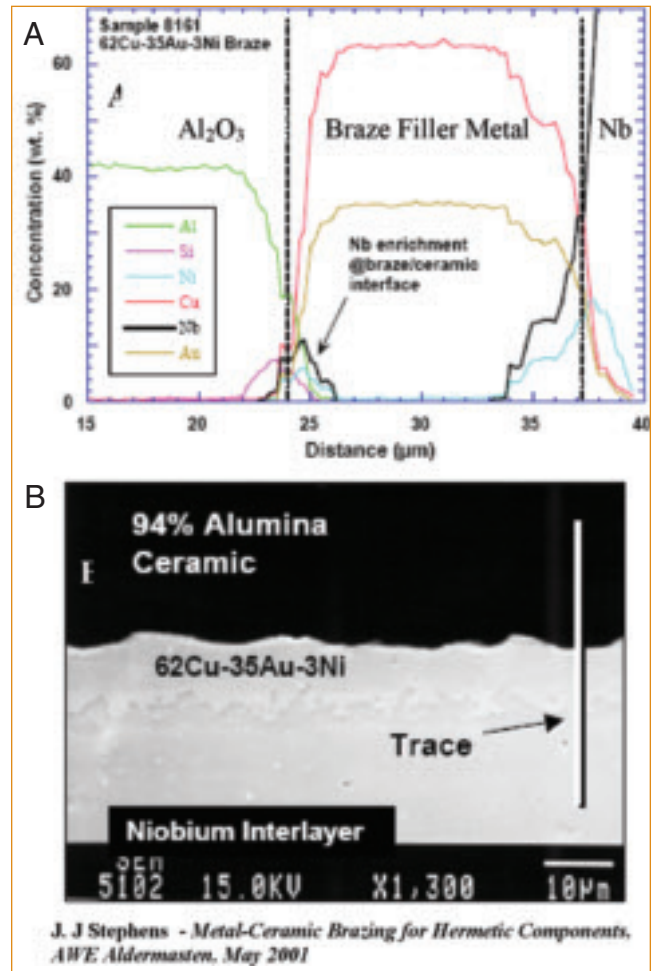 A
Sample 8161
62Cu-35Au-3Ni Braze
A
Al₂O₃ Braze Filler Metal Nb
Concentration (wt. %)
60
40
20
0
Al
Si
Ni
Cu
Nb
Au
Nb enrichment
@braze/ceramic
interface
15 20 25 30 35 40
Distance (µm)
B
94% Alumina
Ceramic
62Cu-35Au-3Ni
Trace
Niobium Interlayer
5102 15.0KV X1,300 10µm
J. J Stephens - Metal-Ceramic Brazing for Hermetic Components,
AWE Aldermasten, May 2001